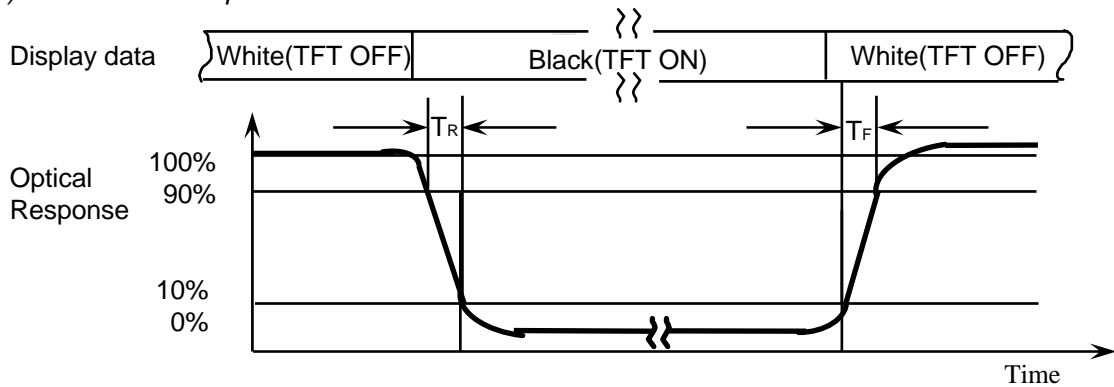 Display data White(TFT OFF) Black(TFT ON) White(TFT OFF)
TR TF
100%
Optical
Response
90%
10%
0%
Time